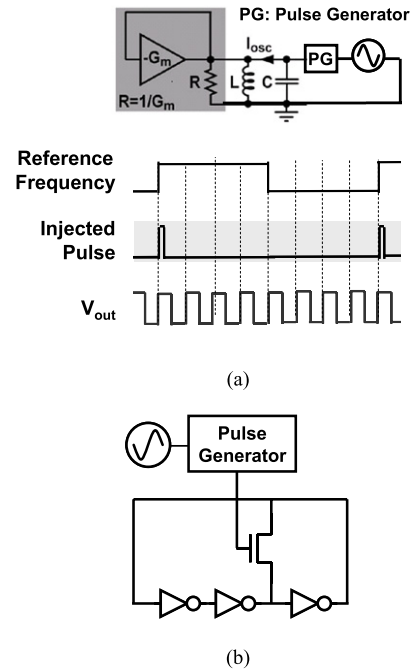 PG: Pulse Generator
-Gm
Iosc
PG
R
L
C
R=1/Gm
Reference
Frequency
Injected
Pulse
Vout
(a)
Pulse
Generator
(b)